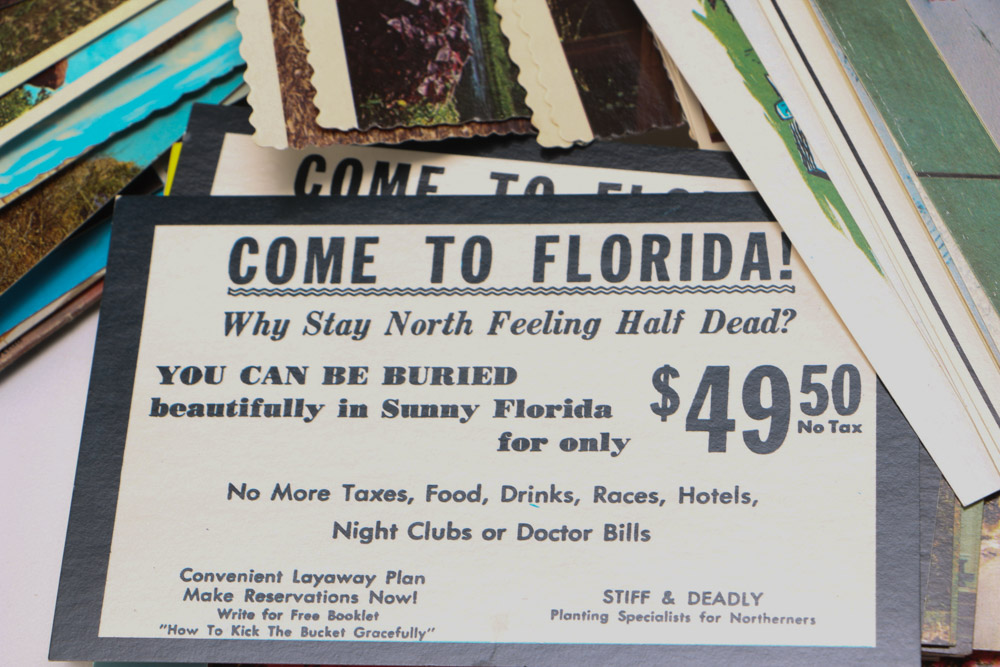 COME TO FLO
COME TO FLORIDA!
Why Stay North Feeling Half Dead?
YOU CAN BE BURIED
beautifully in Sunny Florida
for only
$49.50
No Tax
No More Taxes, Food, Drinks, Races, Hotels,
Night Clubs or Doctor Bills
Convenient Layaway Plan
Make Reservations Now!
Write for Free Booklet
"How To Kick The Bucket Gracefully"
STIFF & DEADLY
Planting Specialists for Northerners